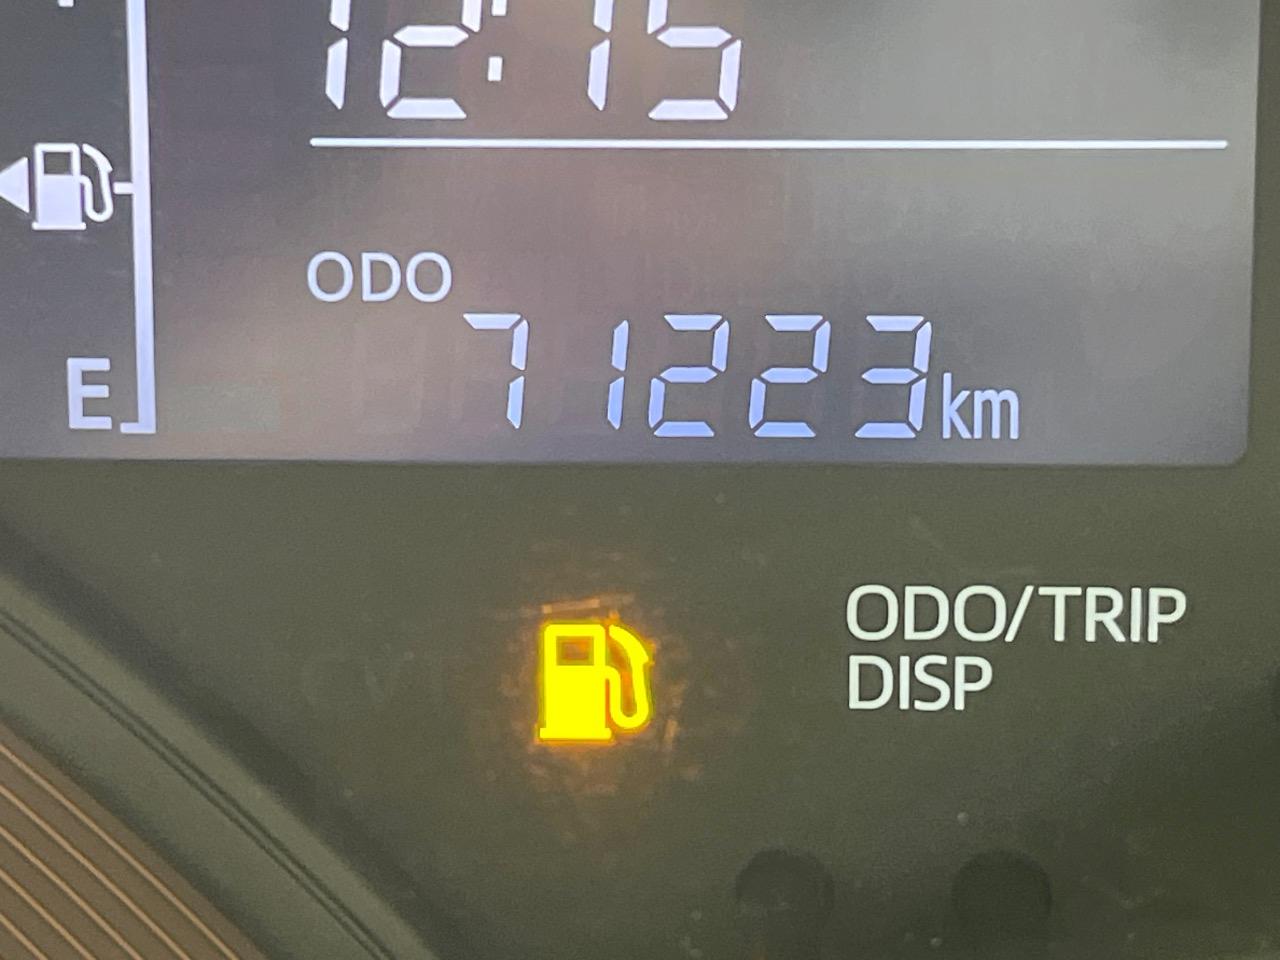 12:15
ODO
71223km
E
ODO/TRIP
DISP